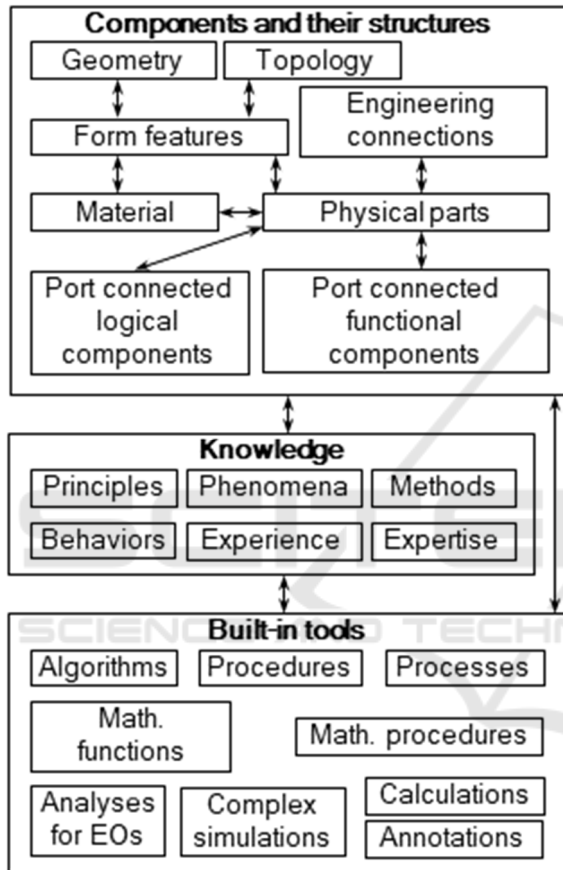 Components and their structures
Geometry
Topology
Form features
Engineering
connections
Material
Physical parts
Port connected
logical
components
Port connected
functional
components
Knowledge
Principles
Phenomena
Methods
Behaviors
Experience
Expertise
Built-in tools
Algorithms
Procedures
Processes
Math.
functions
Math. procedures
Analyses
for EOs
Complex
simulations
Calculations
Annotations